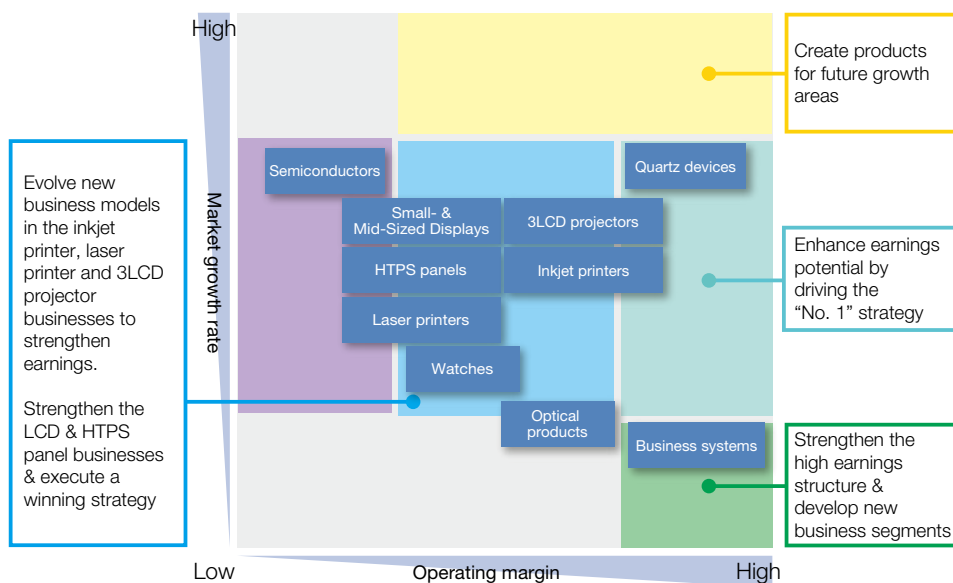 High
Create products
for future growth
areas
Evolve new
business models
in the inkjet
printer, laser
printer and 3LCD
projector
businesses to
strengthen
earnings.
Strengthen the
LCD & HTPS
panel businesses
& execute a
winning strategy
Market growth rate
Semiconductors
Quartz devices
Small- &
Mid-Sized Displays
3LCD projectors
HTPS panels
Inkjet printers
Laser printers
Watches
Optical
products
Business systems
Enhance earnings
potential by
driving the
“No. 1” strategy
Strengthen the
high earnings
structure &
develop new
business segments
Low
Operating margin
High